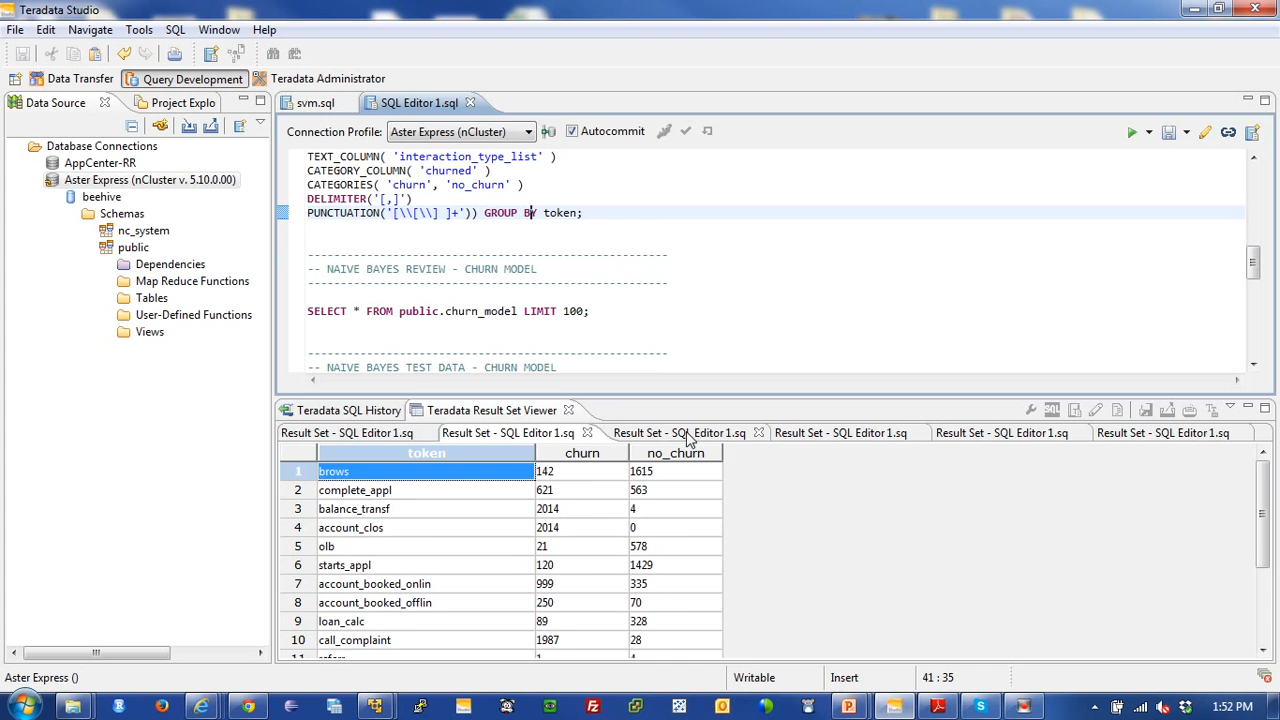 Teradata Studio
File Edit Navigate Tools SQL Window Help
Data Transfer Query Development Teradata Administrator
Data Source Project Explo
Database Connections
AppCenter-RR
Aster Express (nCluster v. 5.10.0.00)
beehive
Schemas
nc_system
public
Dependencies
Map Reduce Functions
Tables
User-Defined Functions
Views
svm.sql SQL Editor 1.sql
Connection Profile: Aster Express (nCluster) Autocommit
TEXT_COLUMN( 'interaction_type_list' )
CATEGORY_COLUMN( 'churned' )
CATEGORIES( 'churn', 'no_churn' )
DELIMITER('[,]')
PUNCTUATION('[\\[\\] ]+')) GROUP BY token;
-------------------------------------------------------
-- NAIVE BAYES REVIEW - CHURN MODEL
-------------------------------------------------------
SELECT * FROM public.churn_model LIMIT 100;
-------------------------------------------------------
-- NAIVE BAYES TEST DATA - CHURN MODEL
Teradata SQL History Teradata Result Set Viewer
Result Set - SQL Editor 1.sq Result Set - SQL Editor 1.sq Result Set - SQL Editor 1.sq Result Set - SQL Editor 1.sq Result Set - SQL Editor 1.sq Result Set - SQL Editor 1.sq
token churn no_churn
1 brows 142 1615
2 complete_appl 621 563
3 balance_transf 2014 4
4 account_clos 2014 0
5 olb 21 578
6 starts_appl 120 1429
7 account_booked_onlin 999 335
8 account_booked_offlin 250 70
9 loan_calc 89 328
10 call_complaint 1987 28
11 referr 1 4
Aster Express () Writable Insert 41 : 35
1:52 PM